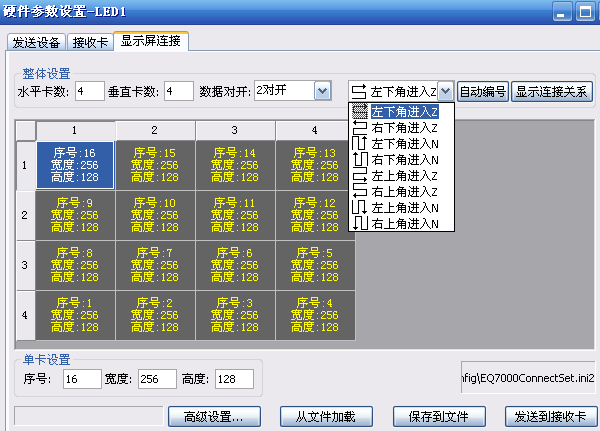 硬件参数设置-LED1
发送设备 接收卡 显示屏连接
整体设置
水平卡数: 4 垂直卡数: 4 数据对开: 2对开 左下角进入Z 自动编号 显示连接关系
左下角进入Z
右下角进入Z
左下角进入N
右下角进入N
左上角进入Z
右上角进入Z
左上角进入N
右上角进入N
1 2 3 4
1
序号:16 序号:15 序号:14 序号:13
宽度:256 宽度:256 宽度:256 宽度:256
高度:128 高度:128 高度:128 高度:128
2
序号:9 序号:10 序号:11 序号:12
宽度:256 宽度:256 宽度:256 宽度:256
高度:128 高度:128 高度:128 高度:128
3
序号:8 序号:7 序号:6 序号:5
宽度:256 宽度:256 宽度:256 宽度:256
高度:128 高度:128 高度:128 高度:128
4
序号:1 序号:2 序号:3 序号:4
宽度:256 宽度:256 宽度:256 宽度:256
高度:128 高度:128 高度:128 高度:128
单卡设置
序号: 16 宽度: 256 高度: 128
nfig\EQ7000ConnectSet.ini2
高级设置... 从文件加载 保存到文件 发送到接收卡